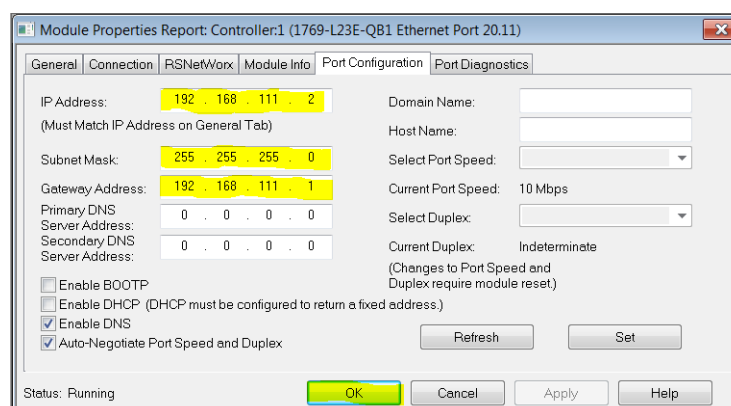 Module Properties Report: Controller:1 (1769-L23E-QB1 Ethernet Port 20.11)
General Connection RSNetWorx Module Info Port Configuration Port Diagnostics
IP Address: 192 . 168 . 111 . 2
(Must Match IP Address on General Tab)
Subnet Mask: 255 . 255 . 255 . 0
Gateway Address: 192 . 168 . 111 . 1
Primary DNS
Server Address: 0 . 0 . 0 . 0
Secondary DNS
Server Address: 0 . 0 . 0 . 0
Enable BOOTP
Enable DHCP (DHCP must be configured to return a fixed address.)
Enable DNS
Auto-Negotiate Port Speed and Duplex
Domain Name:
Host Name:
Select Port Speed:
Current Port Speed: 10 Mbps
Select Duplex:
Current Duplex: Indeterminate
(Changes to Port Speed and
Duplex require module reset.)
Refresh Set
Status: Running OK Cancel Apply Help